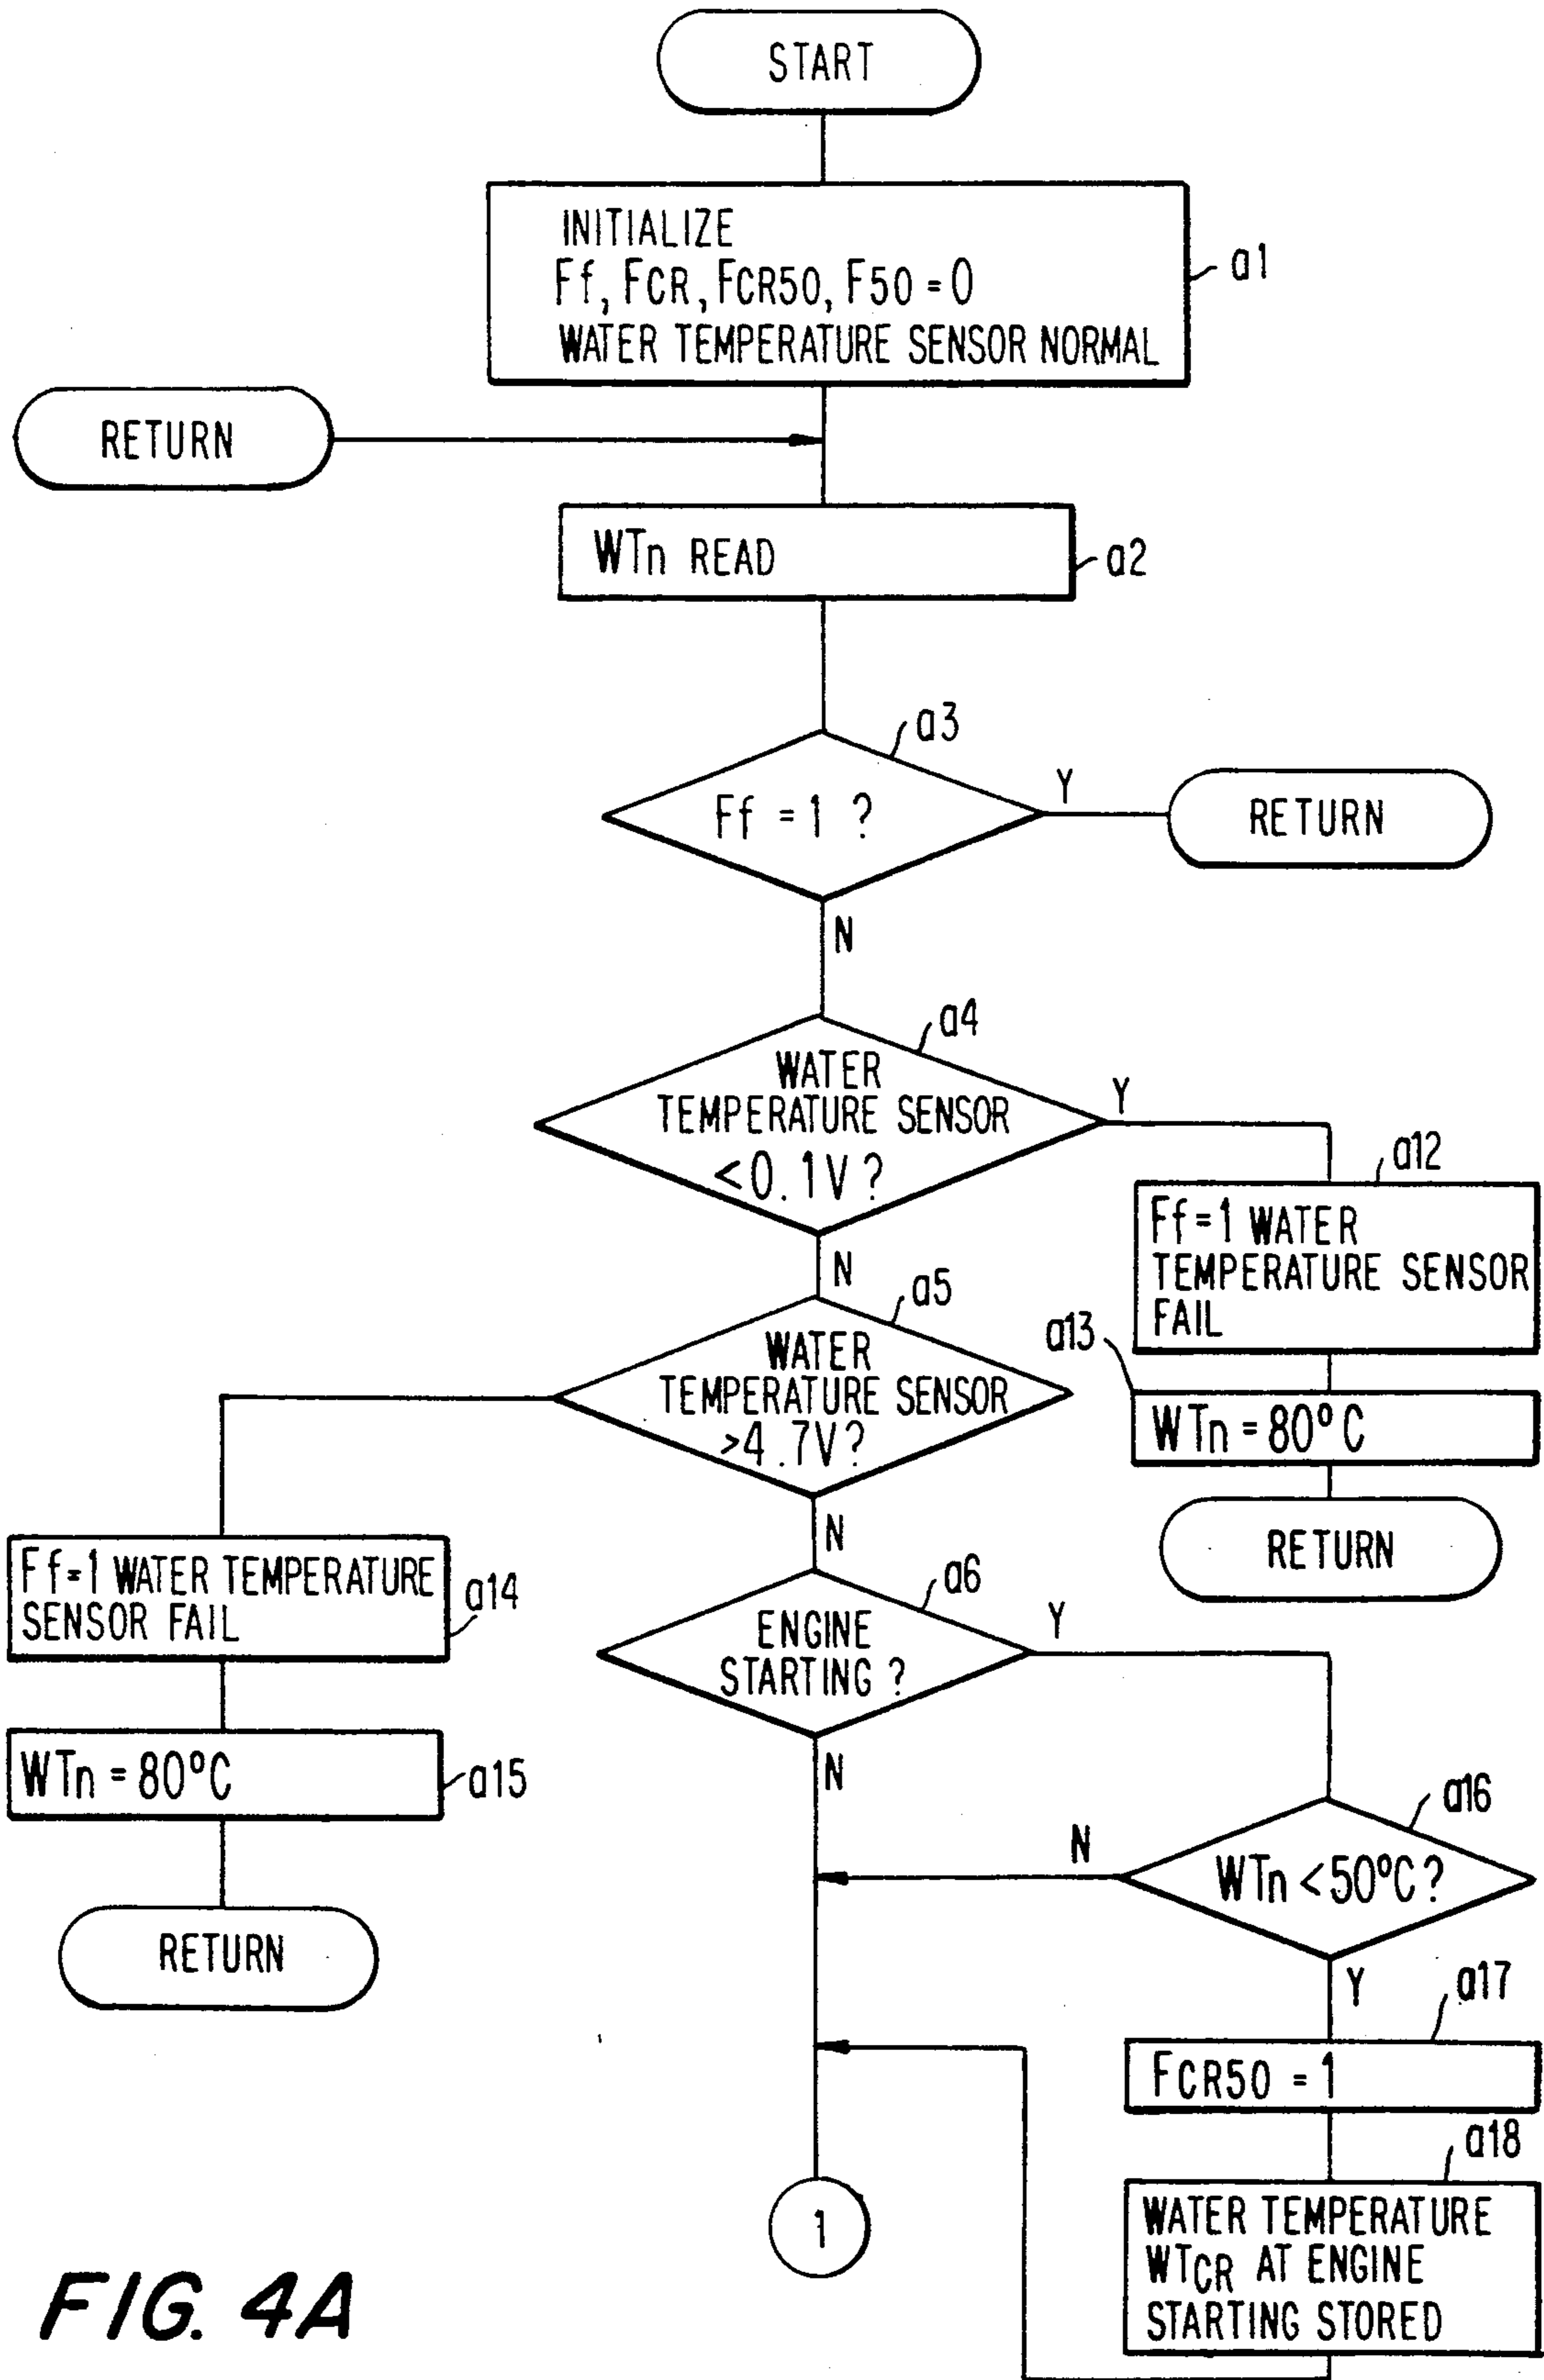 START
INITIALIZE
Ff, FCR, FCR50, F50 = 0
WATER TEMPERATURE SENSOR NORMAL
a1
RETURN
WTn READ
a2
a3
Ff = 1 ?
Y
RETURN
N
a4
WATER
TEMPERATURE SENSOR
<0.1V?
Y
a12
Ff=1 WATER
TEMPERATURE SENSOR
FAIL
N
a5
WATER
TEMPERATURE SENSOR
>4.7V?
a13
WTn = 80°C
RETURN
N
Ff=1 WATER TEMPERATURE
SENSOR FAIL
a14
a6
ENGINE
STARTING ?
Y
WTn = 80°C
a15
N
a16
N
WTn <50°C?
RETURN
Y
a17
FCR50 = 1
a18
WATER TEMPERATURE
WTCR AT ENGINE
STARTING STORED
1
FIG. 4A